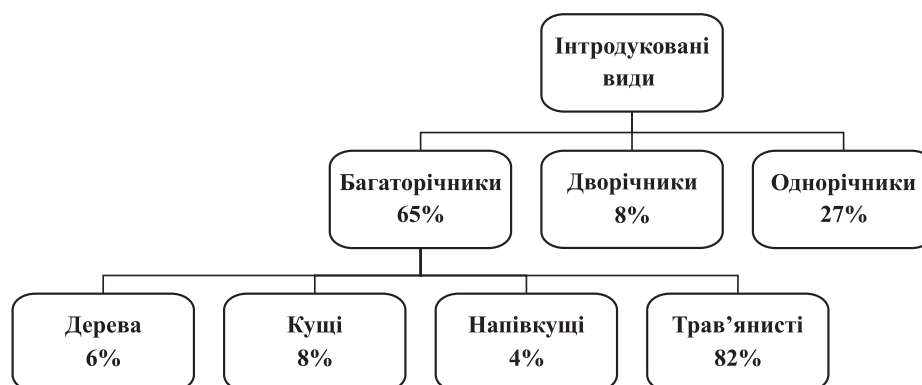 Інтродуковані
види
Багаторічники
65%
Дворічники
8%
Однорічники
27%
Дерева
6%
Кущі
8%
Напівкущі
4%
Трав’янисті
82%